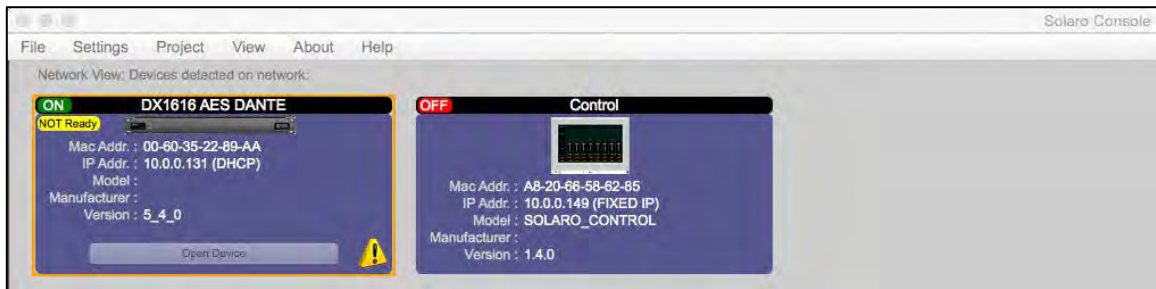 Solaro Console
File Settings Project View About Help
Network View: Devices detected on network:
ON DX1616 AES DANTE
NOT Ready
Mac Addr. : 00-60-35-22-89-AA
IP Addr. : 10.0.0.131 (DHCP)
Model :
Manufacturer :
Version : 5_4_0
Open Device
OFF Control
Mac Addr. : A8-20-66-58-62-85
IP Addr. : 10.0.0.149 (FIXED IP)
Model : SOLARO_CONTROL
Manufacturer :
Version : 1.4.0